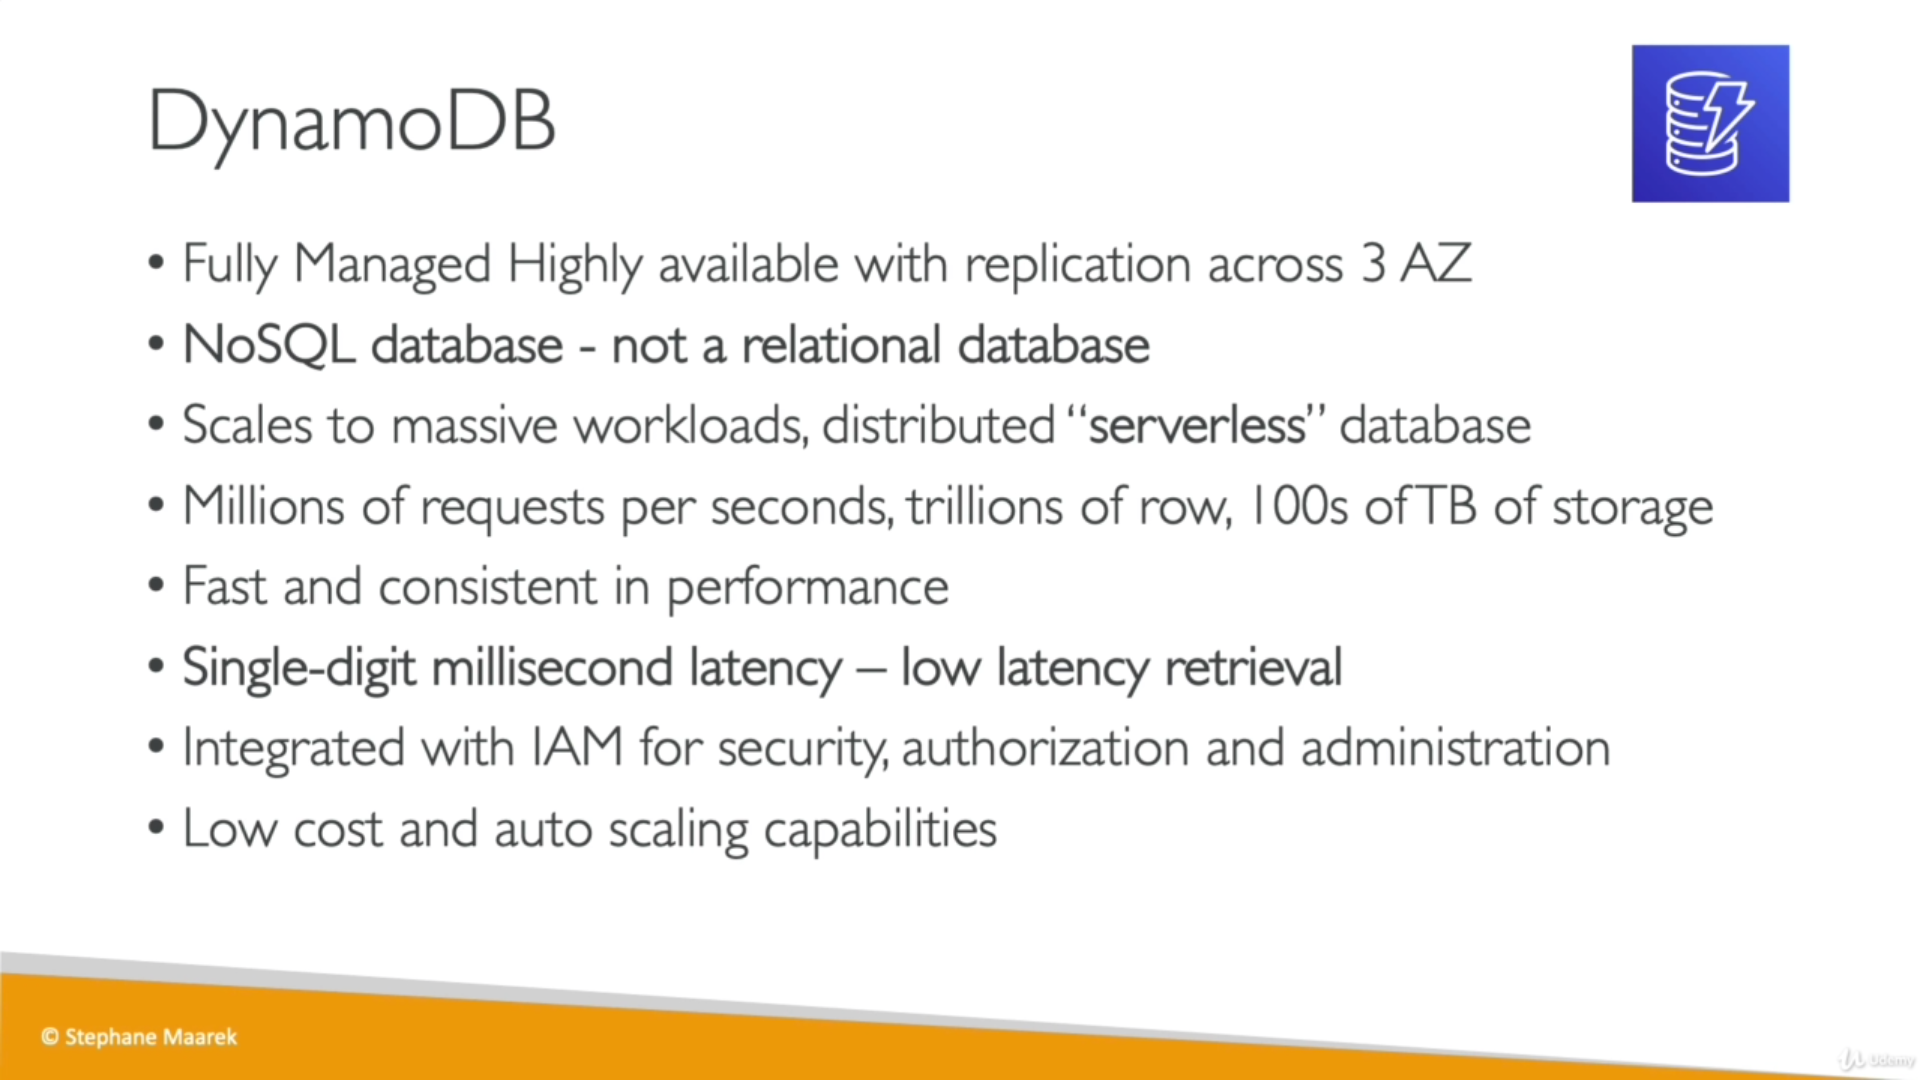 DynamoDB
• Fully Managed Highly available with replication across 3 AZ
• NoSQL database - not a relational database
• Scales to massive workloads, distributed “serverless” database
• Millions of requests per seconds, trillions of row, 100s of TB of storage
• Fast and consistent in performance
• Single-digit millisecond latency – low latency retrieval
• Integrated with IAM for security, authorization and administration
• Low cost and auto scaling capabilities
© Stephane Maarek
Udemy